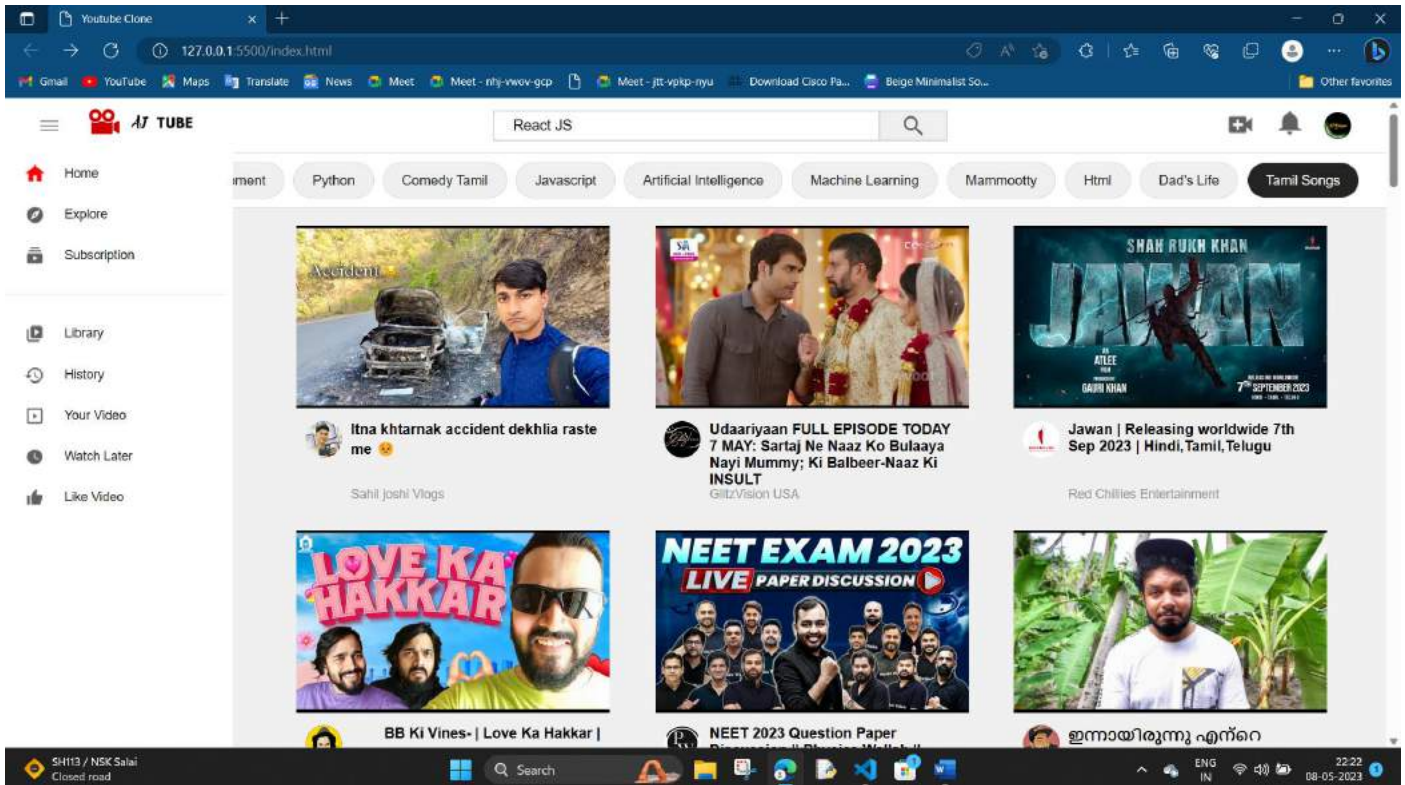 Youtube Clone
127.0.0.1:5500/index.html
Gmail YouTube Maps Translate News Meet Meet - nhj-vwov-gcp Meet - jtt-vpkp-nyu Download Cisco Pa... Beige Minimalist So... Other favorites
AJ TUBE
React JS
Home
Explore
Subscription
Library
History
Your Video
Watch Later
Like Video
ment Python Comedy Tamil Javascript Artificial Intelligence Machine Learning Mammootty Html Dad's Life Tamil Songs
Accident
SHAH RUKH KHAN
JAWAN
AN
ATLEE
FILM
GAURI KHAN
7TH SEPTEMBER 2023
HINDI - TAMIL - TELUGU
Itna khtarnak accident dekhlia raste
me
Sahil Joshi Vlogs
Udaariyaan FULL EPISODE TODAY
7 MAY: Sartaj Ne Naaz Ko Bulaaya
Nayi Mummy; Ki Balbeer-Naaz Ki
INSULT
GlitzVision USA
Jawan | Releasing worldwide 7th
Sep 2023 | Hindi,Tamil,Telugu
Red Chillies Entertainment
LOVE KA
HAKKAR
NEET EXAM 2023
LIVE PAPER DISCUSSION
BB Ki Vines- | Love Ka Hakkar |
NEET 2023 Question Paper
Discussion
ഇന്നായിരുന്നു എന്റെ
SH113 / NSK Salai
Closed road
Search
ENG
IN
22:22
08-05-2023